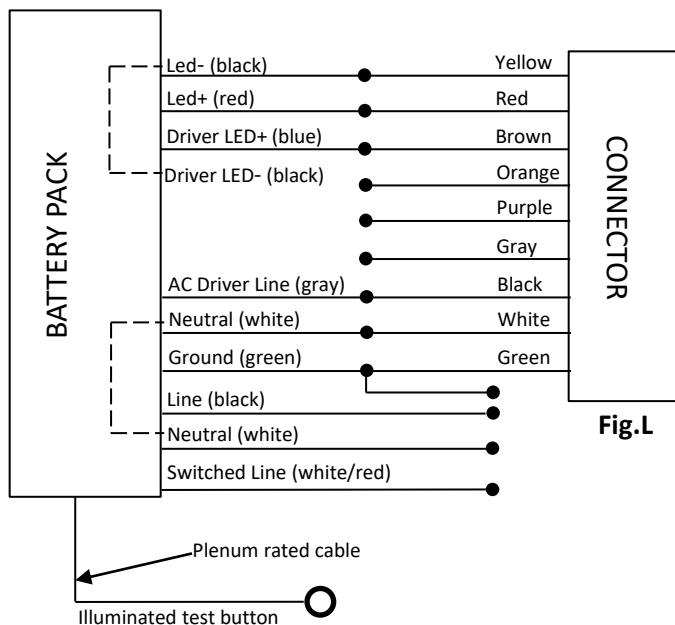 BATTERY PACK
Led- (black)
Led+ (red)
Driver LED+ (blue)
Driver LED- (black)
AC Driver Line (gray)
Neutral (white)
Ground (green)
Line (black)
Neutral (white)
Switched Line (white/red)
Yellow
Red
Brown
Orange
Purple
Gray
Black
White
Green
CONNECTOR
Fig.L
Plenum rated cable
Illuminated test button